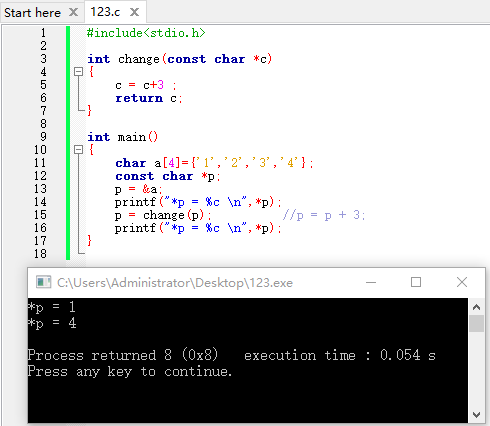 Start here
123.c
1 #include<stdio.h>
2
3 int change(const char *c)
4 {
5 c = c+3 ;
6 return c;
7 }
8
9 int main()
10 {
11 char a[4]={'1','2','3','4'};
12 const char *p;
13 p = &a;
14 printf("*p = %c \n",*p);
15 p = change(p); //p = p + 3;
16 printf("*p = %c \n",*p);
17 }
18
C:\Users\Administrator\Desktop\123.exe
*p = 1
*p = 4
Process returned 8 (0x8) execution time : 0.054 s
Press any key to continue.